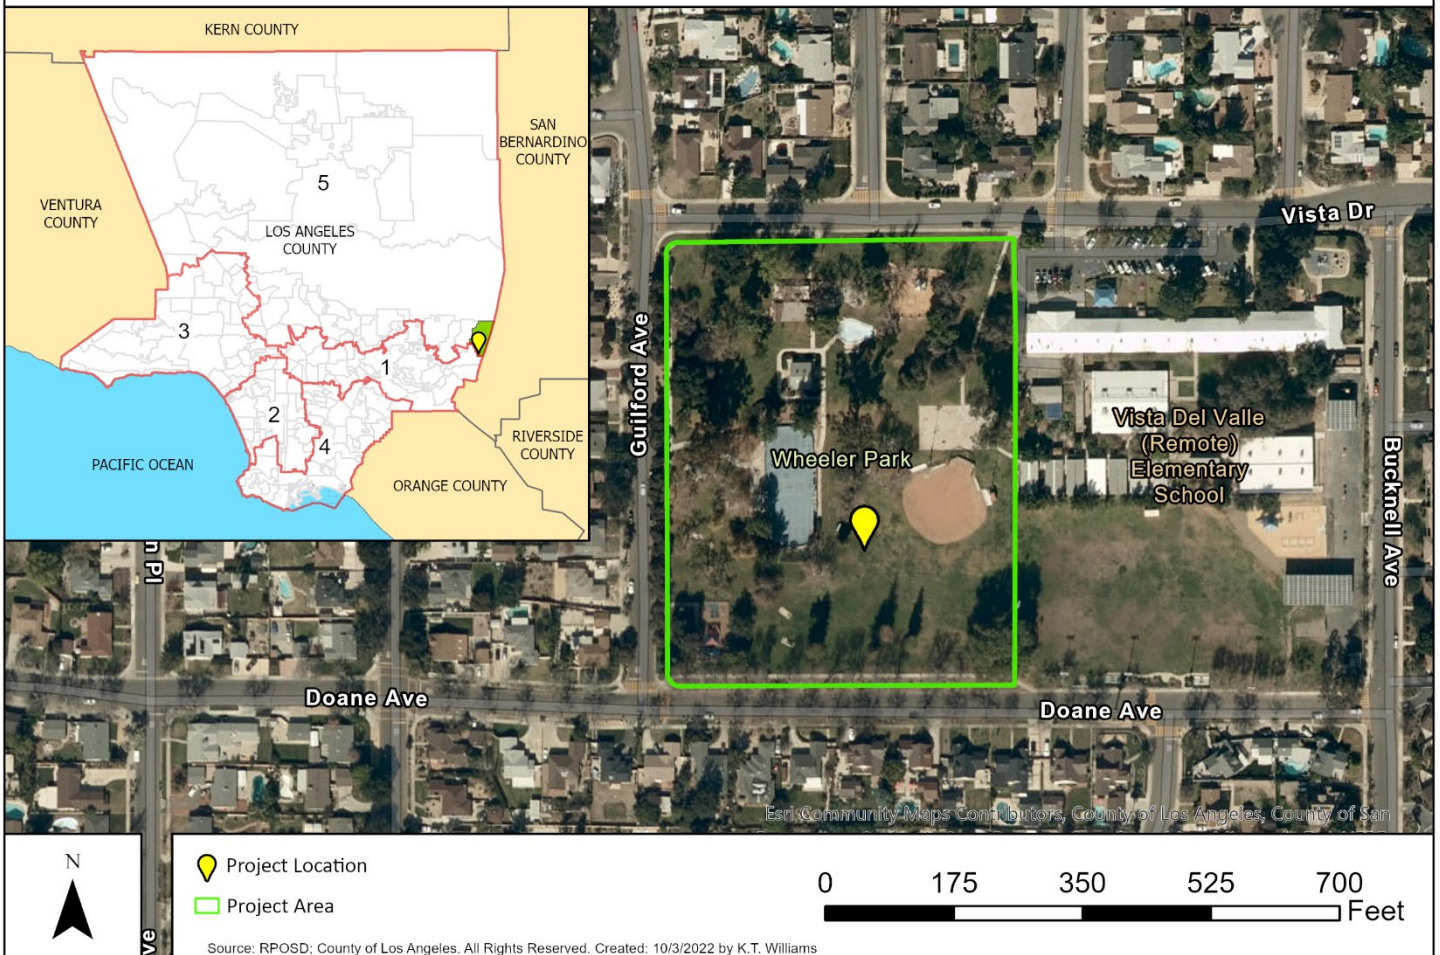 KERN COUNTY
SAN
BERNARDINO
COUNTY
5
VENTURA
COUNTY
LOS ANGELES
COUNTY
3
1
2
4
PACIFIC OCEAN
RIVERSIDE
COUNTY
ORANGE COUNTY
Vista Dr
Guilford Ave
Wheeler Park
Vista Del Valle
(Remote)
Elementary
School
Bucknell Ave
Pl
Doane Ave
Doane Ave
Esri Community Maps Contributors, County of Los Angeles, County of San
N
Project Location
Project Area
0 175 350 525 700
Feet
ve
Source: RPOSD; County of Los Angeles. All Rights Reserved. Created: 10/3/2022 by K.T. Williams